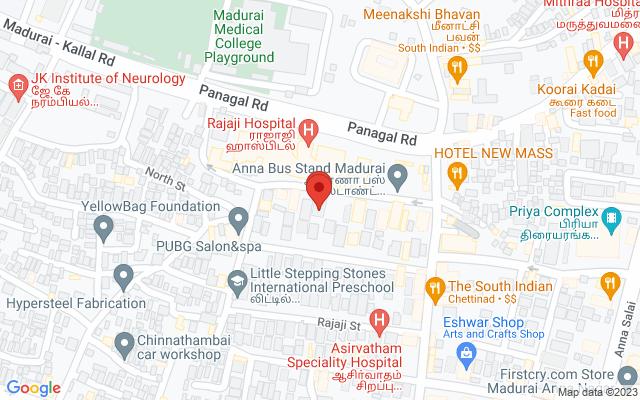 Madurai
Medical
College
Playground
Meenakshi Bhavan
மீனாட்சி
பவன்
South Indian • $$
Mithraa Hospital
மித்ரா
மருத்துவமனை
Madurai - Kallal Rd
JK Institute of Neurology
ஜே.கே
நரம்பியல்...
Panagal Rd
Koorai Kadai
கூரை கடை
Fast food
Rajaji Hospital
ராஜாஜி
ஹாஸ்பிடல்
Panagal Rd
HOTEL NEW MASS
Anna Bus Stand Madurai
North St
YellowBag Foundation
PUBG Salon&spa
Priya Complex
பிரியா
திரையரங்க...
Little Stepping Stones
International Preschool
லிட்டில்...
Hypersteel Fabrication
The South Indian
Chettinad • $$
Anna Salai
Rajaji St
Eshwar Shop
Arts and Crafts Shop
Chinnathambai
car workshop
Asirvatham
Speciality Hospital
ஆசிர்வாதம்
சிறப்பு...
Firstcry.com Store
Madurai Anna Nagar
Google
Map data ©2023